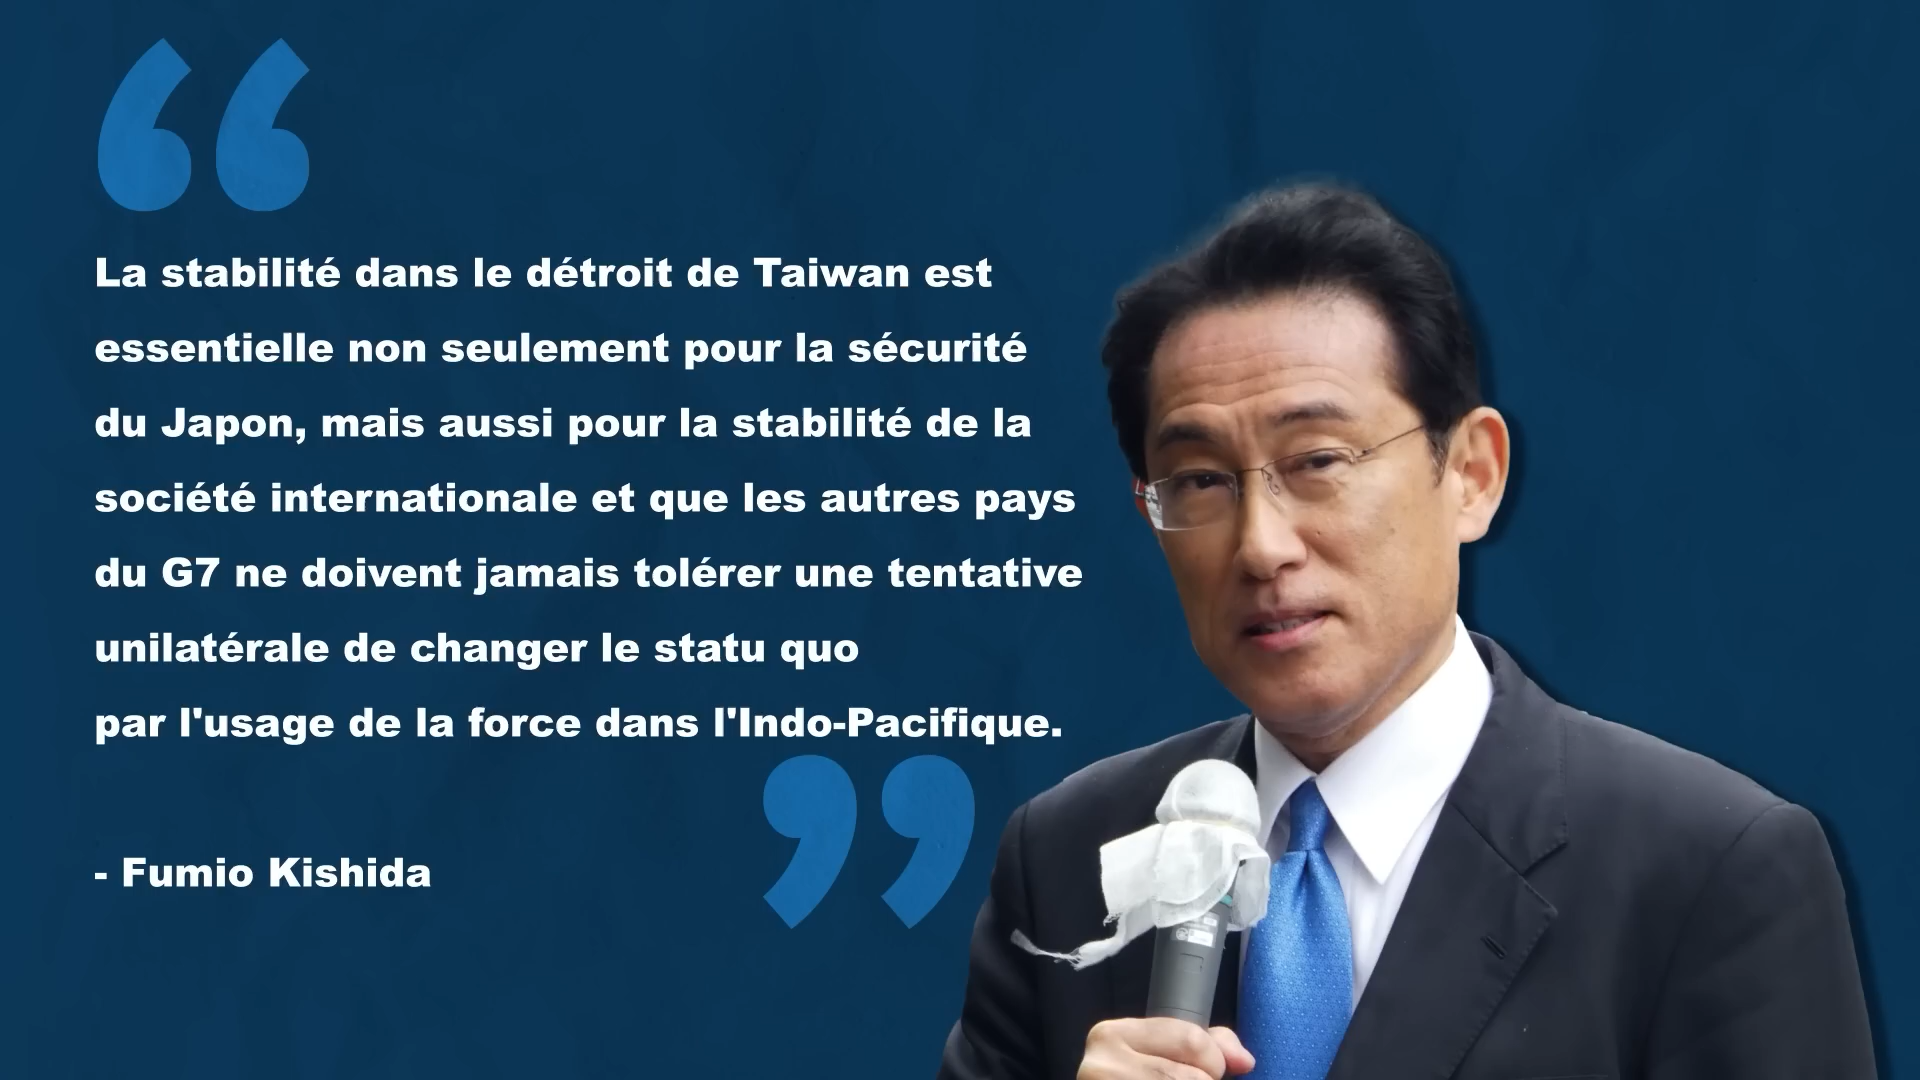 La stabilité dans le détroit de Taiwan est
essentielle non seulement pour la sécurité
du Japon, mais aussi pour la stabilité de la
société internationale et que les autres pays
du G7 ne doivent jamais tolérer une tentative
unilatérale de changer le statu quo
par l'usage de la force dans l'Indo-Pacifique.
- Fumio Kishida